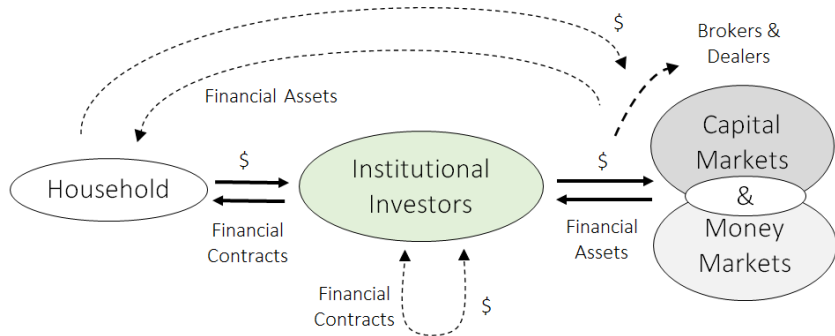 $
Brokers &
Dealers
Financial Assets
Capital
Markets
$
Institutional
Investors
$
Household
&
Financial
Contracts
Financial
Assets
Money
Markets
Financial
Contracts
$